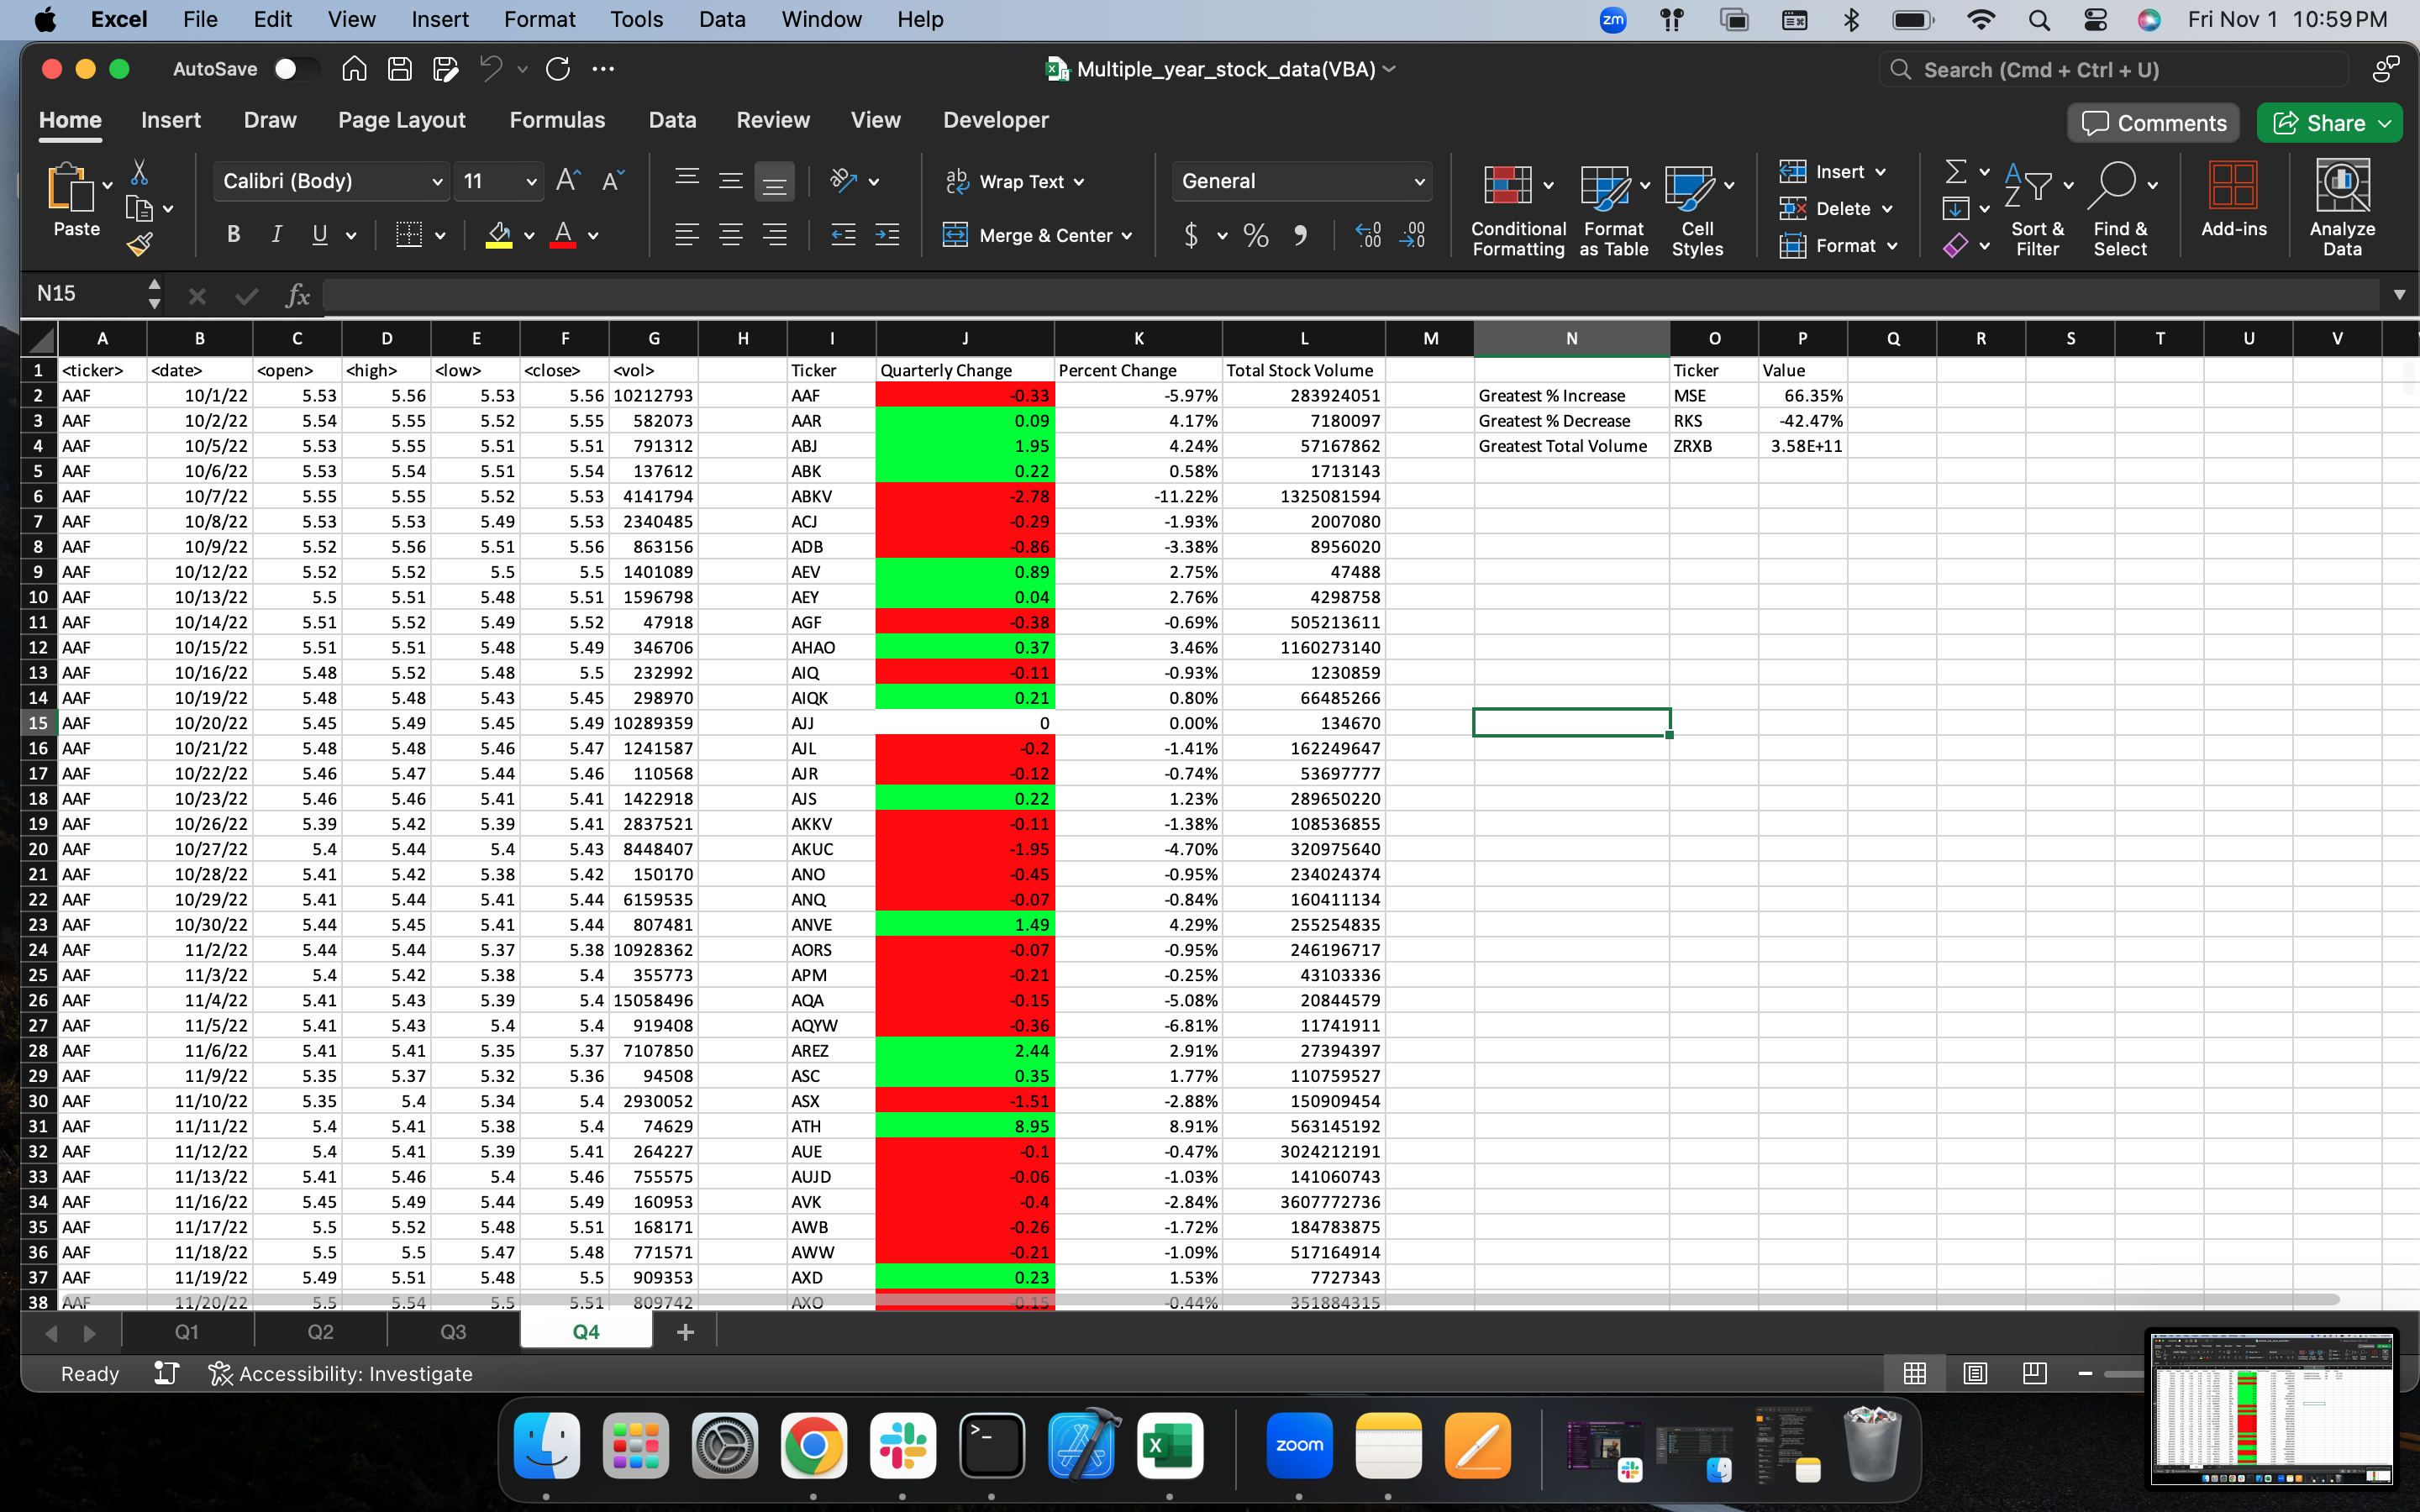 Excel File Edit View Insert Format Tools Data Window Help zm Fri Nov 1 10:59 PM
AutoSave Multiple_year_stock_data(VBA) Search (Cmd + Ctrl + U)
Home Insert Draw Page Layout Formulas Data Review View Developer Comments Share
Paste Calibri (Body) 11 A A Wrap Text General Insert
B I U A Merge & Center $ % .00 .00 Conditional Formatting Format as Table Cell Styles Delete Format Sort & Filter Find & Select Add-ins Analyze Data
N15 fx
A B C D E F G H I J K L M N O P Q R S T U V
1 <ticker> <date> <open> <high> <low> <close> <vol> Ticker Quarterly Change Percent Change Total Stock Volume Ticker Value
2 AAF 10/1/22 5.53 5.56 5.53 5.56 10212793 AAF -0.33 -5.97% 283924051 Greatest % Increase MSE 66.35%
3 AAF 10/2/22 5.54 5.55 5.52 5.55 582073 AAR 0.09 4.17% 7180097 Greatest % Decrease RKS -42.47%
4 AAF 10/5/22 5.53 5.55 5.51 5.51 791312 ABJ 1.95 4.24% 57167862 Greatest Total Volume ZRXB 3.58E+11
5 AAF 10/6/22 5.53 5.54 5.51 5.54 137612 ABK 0.22 0.58% 1713143
6 AAF 10/7/22 5.55 5.55 5.52 5.53 4141794 ABKV -2.78 -11.22% 1325081594
7 AAF 10/8/22 5.53 5.53 5.49 5.53 2340485 ACJ -0.29 -1.93% 2007080
8 AAF 10/9/22 5.52 5.56 5.51 5.56 863156 ADB -0.86 -3.38% 8956020
9 AAF 10/12/22 5.52 5.52 5.5 5.5 1401089 AEV 0.89 2.75% 47488
10 AAF 10/13/22 5.5 5.51 5.48 5.51 1596798 AEY 0.04 2.76% 4298758
11 AAF 10/14/22 5.51 5.52 5.49 5.52 47918 AGF -0.38 -0.69% 505213611
12 AAF 10/15/22 5.51 5.51 5.48 5.49 346706 AHAO 0.37 3.46% 1160273140
13 AAF 10/16/22 5.48 5.52 5.48 5.5 232992 AIQ -0.11 -0.93% 1230859
14 AAF 10/19/22 5.48 5.48 5.43 5.45 298970 AIQK 0.21 0.80% 66485266
15 AAF 10/20/22 5.45 5.49 5.45 5.49 10289359 AJJ 0 0.00% 134670
16 AAF 10/21/22 5.48 5.48 5.46 5.47 1241587 AJL -0.2 -1.41% 162249647
17 AAF 10/22/22 5.46 5.47 5.44 5.46 110568 AJR -0.12 -0.74% 53697777
18 AAF 10/23/22 5.46 5.46 5.41 5.41 1422918 AJS 0.22 1.23% 289650220
19 AAF 10/26/22 5.39 5.42 5.39 5.41 2837521 AKKV -0.11 -1.38% 108536855
20 AAF 10/27/22 5.4 5.44 5.4 5.43 8448407 AKUC -1.95 -4.70% 320975640
21 AAF 10/28/22 5.41 5.42 5.38 5.42 150170 ANO -0.45 -0.95% 234024374
22 AAF 10/29/22 5.41 5.44 5.41 5.44 6159535 ANQ -0.07 -0.84% 160411134
23 AAF 10/30/22 5.44 5.45 5.41 5.44 807481 ANVE 1.49 4.29% 255254835
24 AAF 11/2/22 5.44 5.44 5.37 5.38 10928362 AORS -0.07 -0.95% 246196717
25 AAF 11/3/22 5.4 5.42 5.38 5.4 355773 APM -0.21 -0.25% 43103336
26 AAF 11/4/22 5.41 5.43 5.39 5.4 15058496 AQA -0.15 -5.08% 20844579
27 AAF 11/5/22 5.41 5.43 5.4 5.4 919408 AQYW -0.36 -6.81% 11741911
28 AAF 11/6/22 5.41 5.41 5.35 5.37 7107850 AREZ 2.44 2.91% 27394397
29 AAF 11/9/22 5.35 5.37 5.32 5.36 94508 ASC 0.35 1.77% 110759527
30 AAF 11/10/22 5.35 5.4 5.34 5.4 2930052 ASX -1.51 -2.88% 150909454
31 AAF 11/11/22 5.4 5.41 5.38 5.4 74629 ATH 8.95 8.91% 563145192
32 AAF 11/12/22 5.4 5.41 5.39 5.41 264227 AUE -0.1 -0.47% 3024212191
33 AAF 11/13/22 5.41 5.46 5.4 5.46 755575 AUJD -0.06 -1.03% 141060743
34 AAF 11/16/22 5.45 5.49 5.44 5.49 160953 AVK -0.4 -2.84% 3607772736
35 AAF 11/17/22 5.5 5.52 5.48 5.51 168171 AWB -0.26 -1.72% 184783875
36 AAF 11/18/22 5.5 5.5 5.47 5.48 771571 AWW -0.21 -1.09% 517164914
37 AAF 11/19/22 5.49 5.51 5.48 5.5 909353 AXD 0.23 1.53% 7727343
38 AAF 11/20/22 5.5 5.54 5.5 5.51 809742 AXO -0.15 -0.44% 351884315
Q1 Q2 Q3 Q4 +
Ready Accessibility: Investigate
zoom